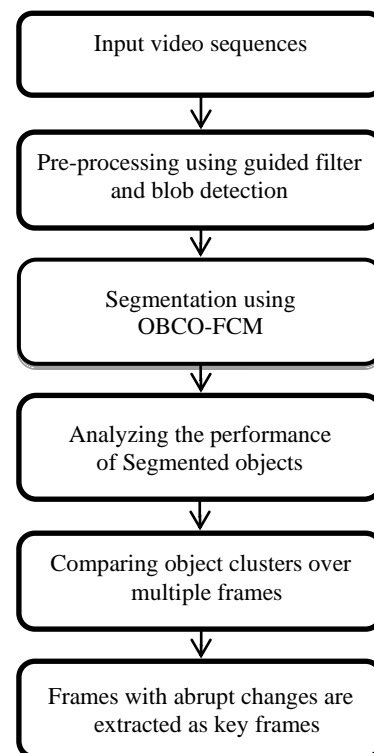 Input video sequences
Pre-processing using guided filter
and blob detection
Segmentation using
OBCO-FCM
Analyzing the performance
of Segmented objects
Comparing object clusters over
multiple frames
Frames with abrupt changes are
extracted as key frames